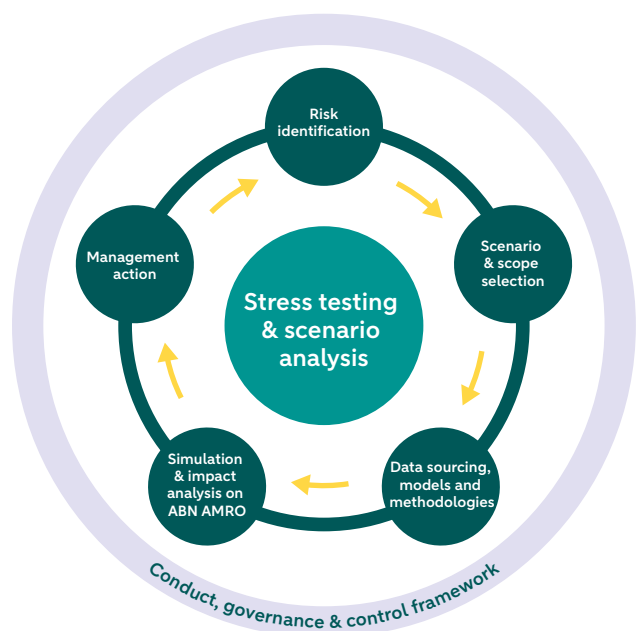 Risk
identification
Scenario
& scope
selection
Data sourcing,
models and
methodologies
Simulation
& impact
analysis on
ABN AMRO
Management
action
Stress testing
& scenario
analysis
Conduct, governance & control framework